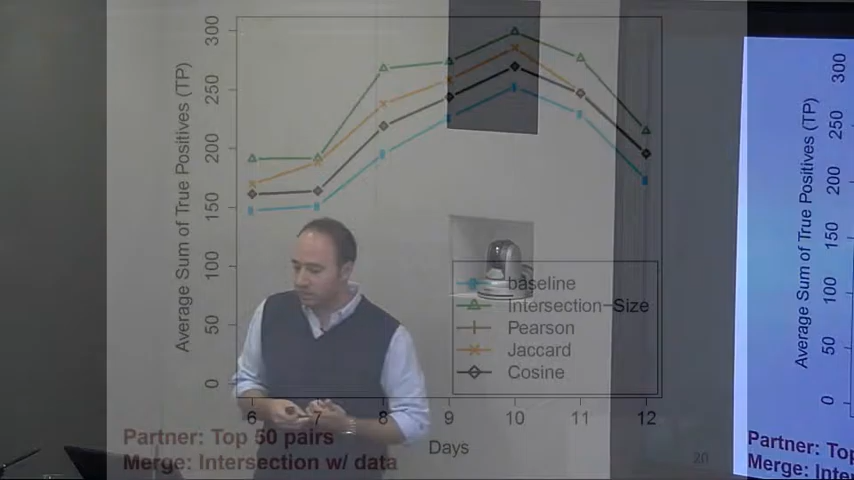 300
250
200
150
100
50
0
Average Sum of True Positives (TP)
baseline
Intersection-Size
Pearson
Jaccard
Cosine
6 7 8 9 10 11 12
Days
Partner: Top 50 pairs
Merge: Intersection w/ data
20
300
250
200
150
100
50
0
Average Sum of True Positives (TP)
Partner: To
Merge: Inte